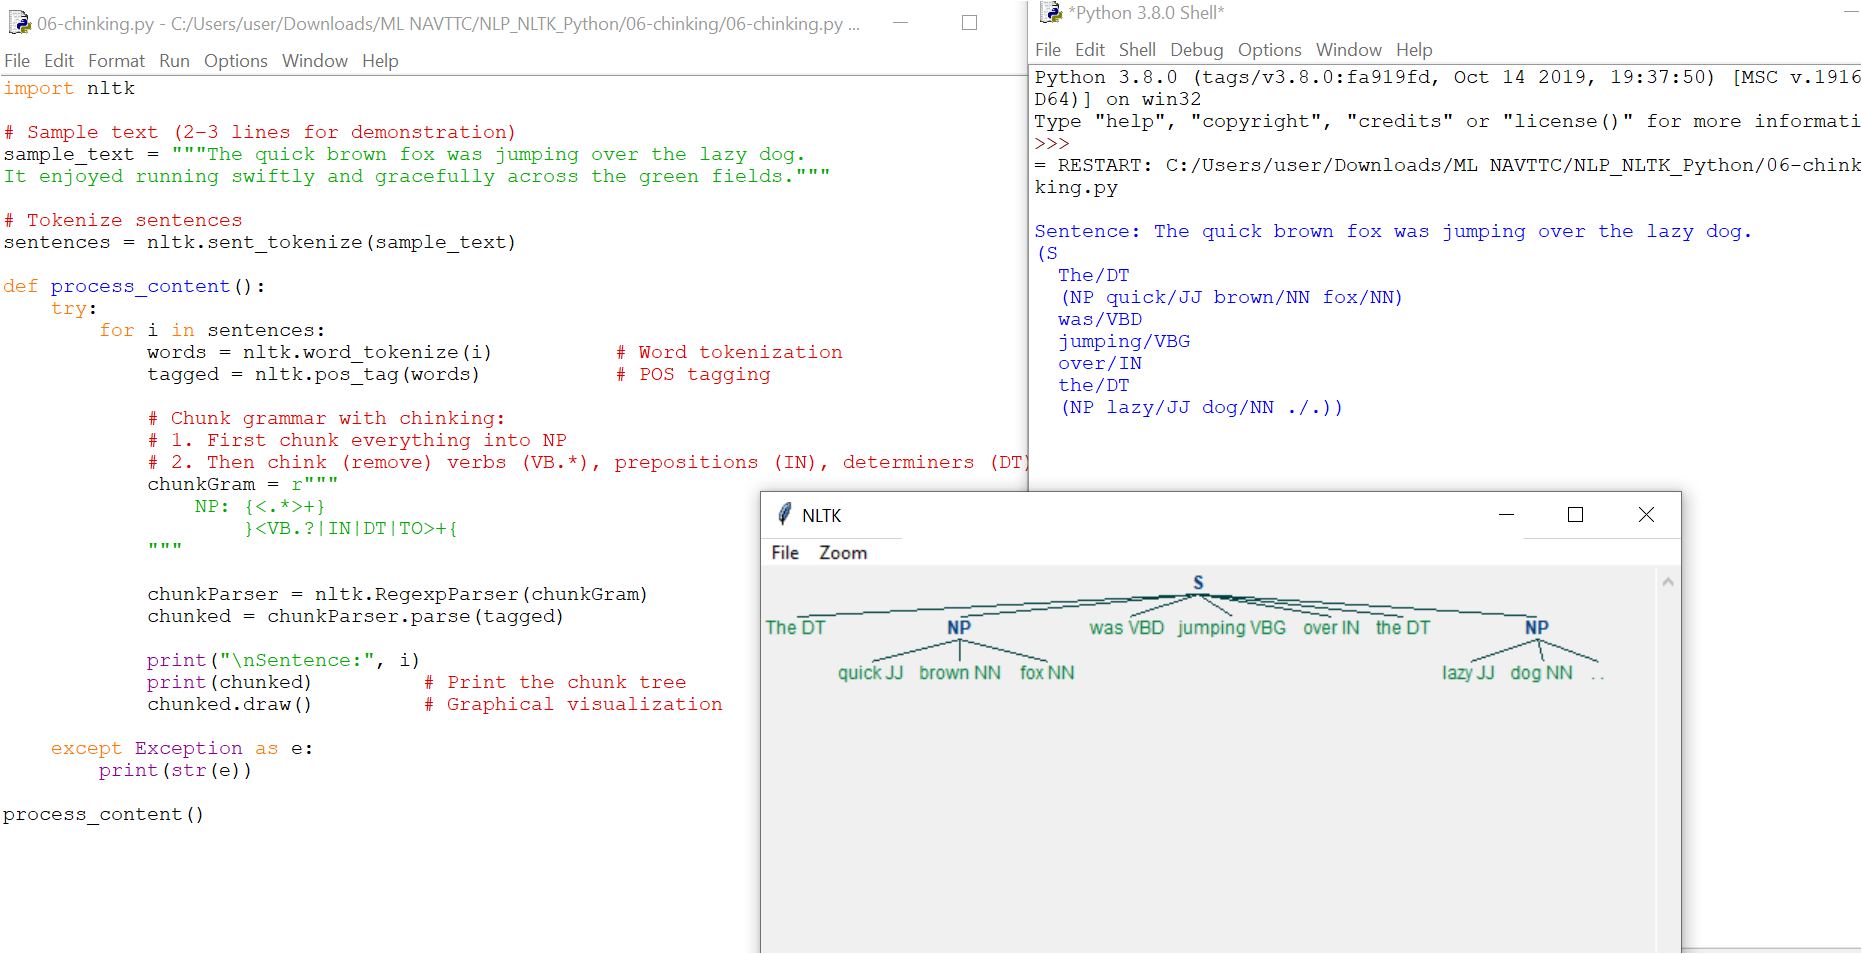 06-chinking.py - C:/Users/user/Downloads/ML NAVTTC/NLP_NLTK_Python/06-chinking/06-chinking.py ...
File Edit Format Run Options Window Help
import nltk
# Sample text (2-3 lines for demonstration)
sample_text = """The quick brown fox was jumping over the lazy dog.
It enjoyed running swiftly and gracefully across the green fields."""
# Tokenize sentences
sentences = nltk.sent_tokenize(sample_text)
def process_content():
    try:
        for i in sentences:
            words = nltk.word_tokenize(i)          # Word tokenization
            tagged = nltk.pos_tag(words)           # POS tagging
            # Chunk grammar with chinking:
            # 1. First chunk everything into NP
            # 2. Then chink (remove) verbs (VB.*), prepositions (IN), determiners (DT)
            chunkGram = r"""
                NP: {<.*>+}
                    }<VB.?|IN|DT|TO>+{
            """
            chunkParser = nltk.RegexpParser(chunkGram)
            chunked = chunkParser.parse(tagged)
            print("\nSentence:", i)
            print(chunked)         # Print the chunk tree
            chunked.draw()         # Graphical visualization
    except Exception as e:
        print(str(e))
process_content()
*Python 3.8.0 Shell*
File Edit Shell Debug Options Window Help
Python 3.8.0 (tags/v3.8.0:fa919fd, Oct 14 2019, 19:37:50) [MSC v.1916
D64)] on win32
Type "help", "copyright", "credits" or "license()" for more informati
>>>
= RESTART: C:/Users/user/Downloads/ML NAVTTC/NLP_NLTK_Python/06-chink
king.py
Sentence: The quick brown fox was jumping over the lazy dog.
(S
  The/DT
  (NP quick/JJ brown/NN fox/NN)
  was/VBD
  jumping/VBG
  over/IN
  the/DT
  (NP lazy/JJ dog/NN ./.))
NLTK
File Zoom
S
The DT NP was VBD jumping VBG over IN the DT NP
quick JJ brown NN fox NN lazy JJ dog NN . .